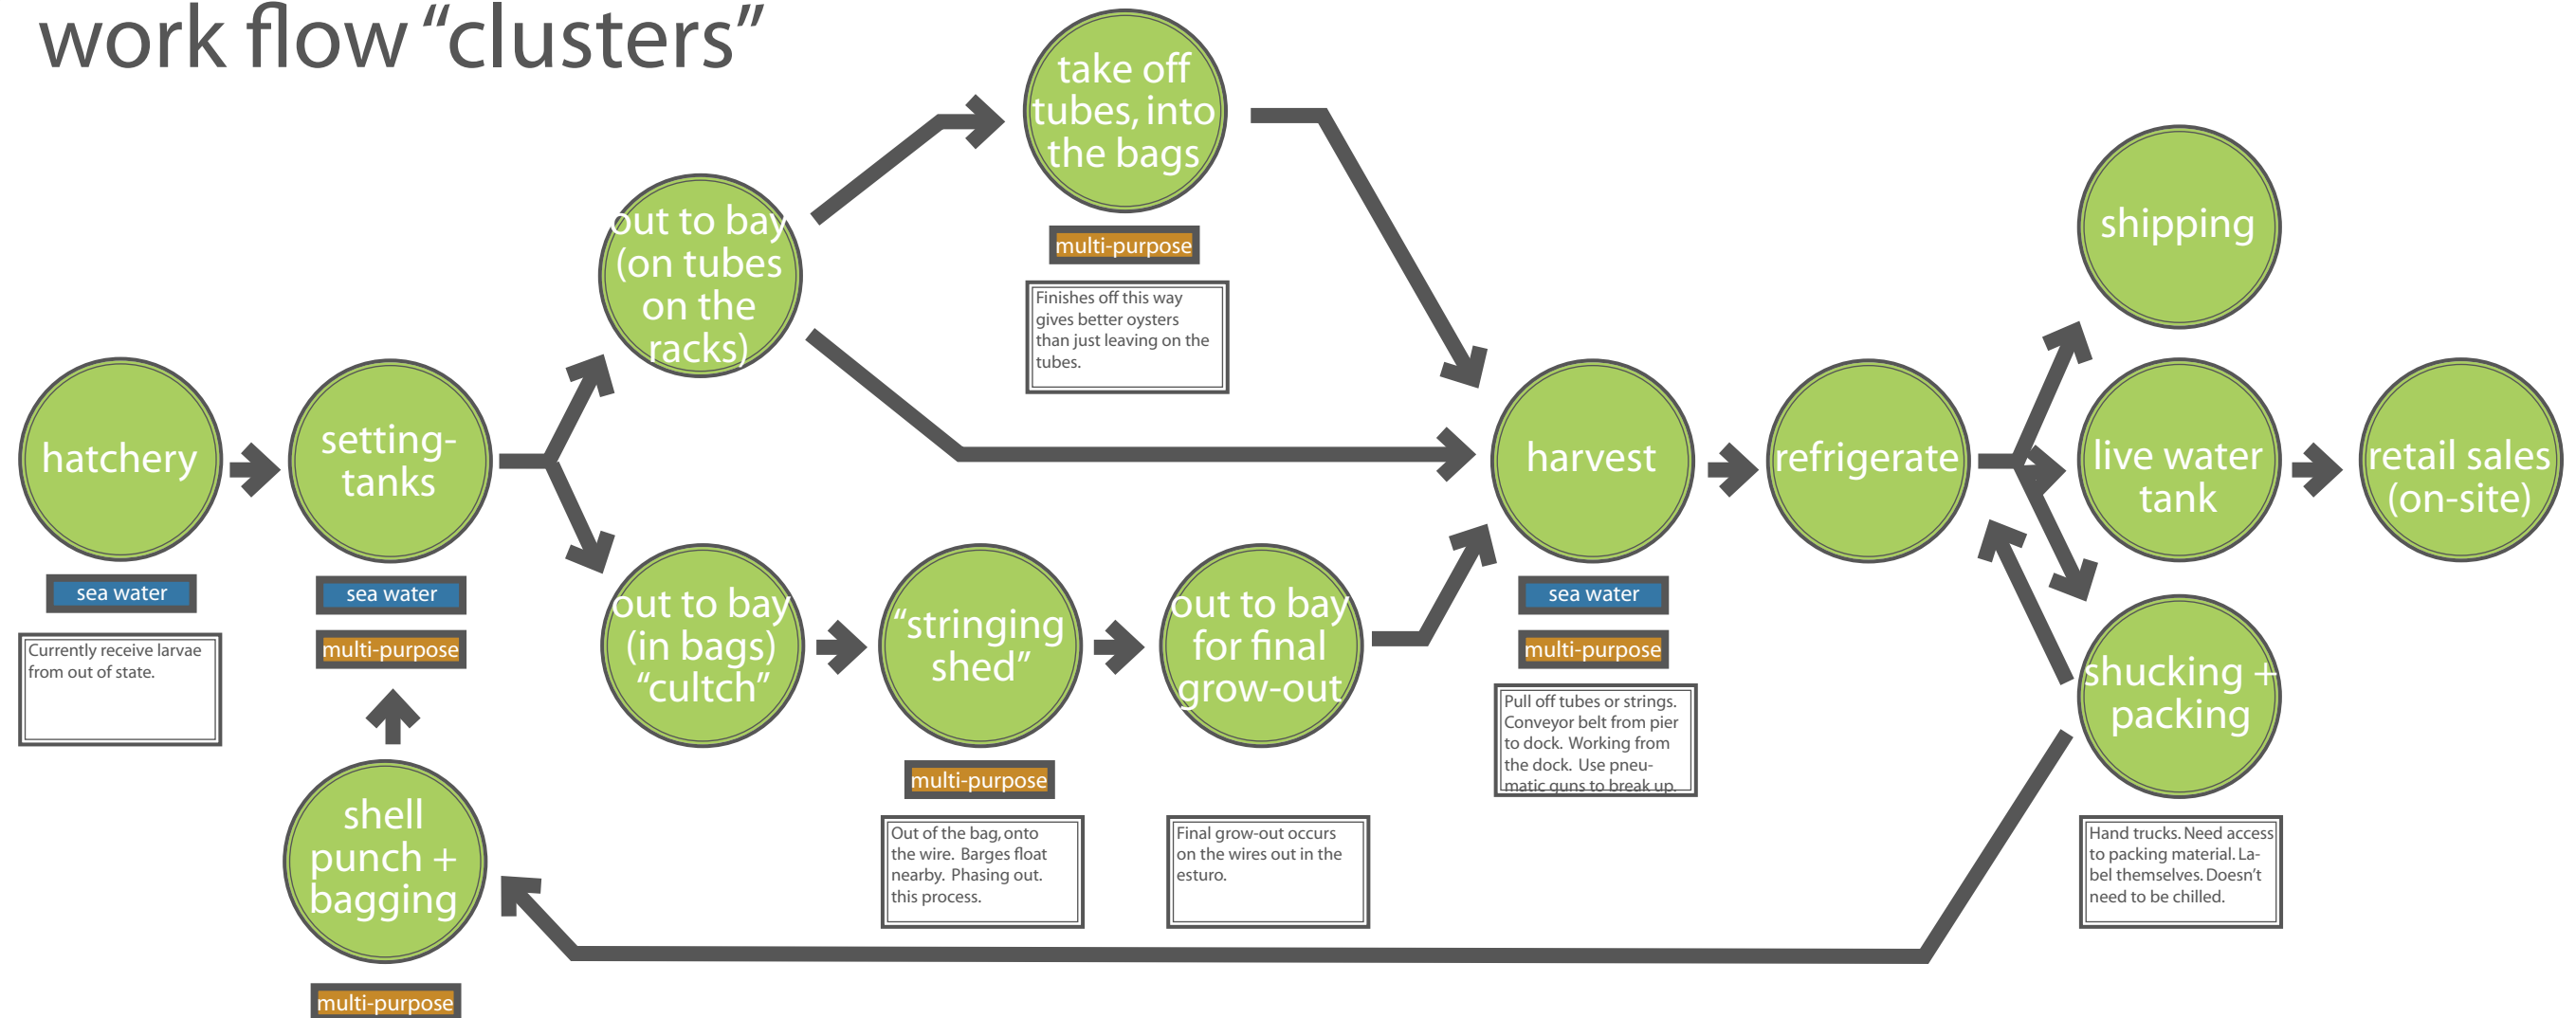 work flow “clusters”
take off
tubes, into
the bags
multi-purpose
Finishes off this way
gives better oysters
than just leaving on the
tubes.
out to bay
(on tubes
on the
racks)
shipping
hatchery
sea water
Currently receive larvae
from out of state.
setting-
tanks
sea water
multi-purpose
harvest
sea water
multi-purpose
Pull off tubes or strings.
Conveyor belt from pier
to dock. Working from
the dock. Use pneu-
matic guns to break up.
refrigerate
live water
tank
retail sales
(on-site)
out to bay
(in bags)
“cultch”
“stringing
shed”
multi-purpose
Out of the bag, onto
the wire. Barges float
nearby. Phasing out.
this process.
out to bay
for final
grow-out
Final grow-out occurs
on the wires out in the
esturo.
shucking +
packing
Hand trucks. Need access
to packing material. La-
bel themselves. Doesn’t
need to be chilled.
shell
punch +
bagging
multi-purpose